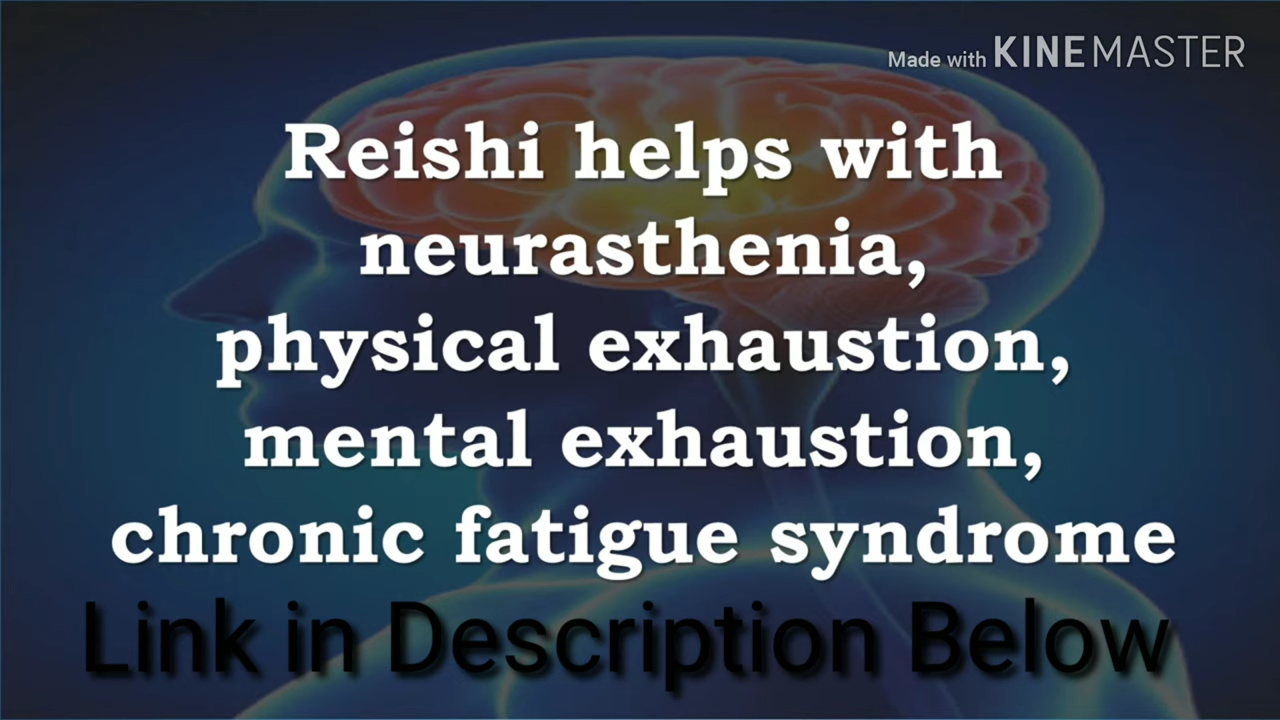 Made with KINEMASTER
Reishi helps with
neurasthenia,
physical exhaustion,
mental exhaustion,
chronic fatigue syndrome
Link in Description Below